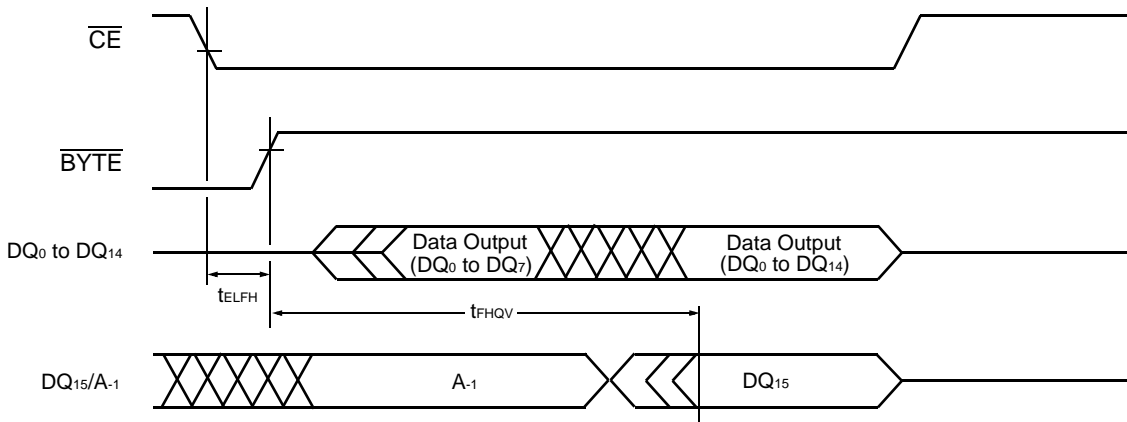 CE
BYTE
DQ0 to DQ14
Data Output
(DQ0 to DQ7)
Data Output
(DQ0 to DQ14)
tELFH
tFHQV
DQ15/A-1
A-1
DQ15